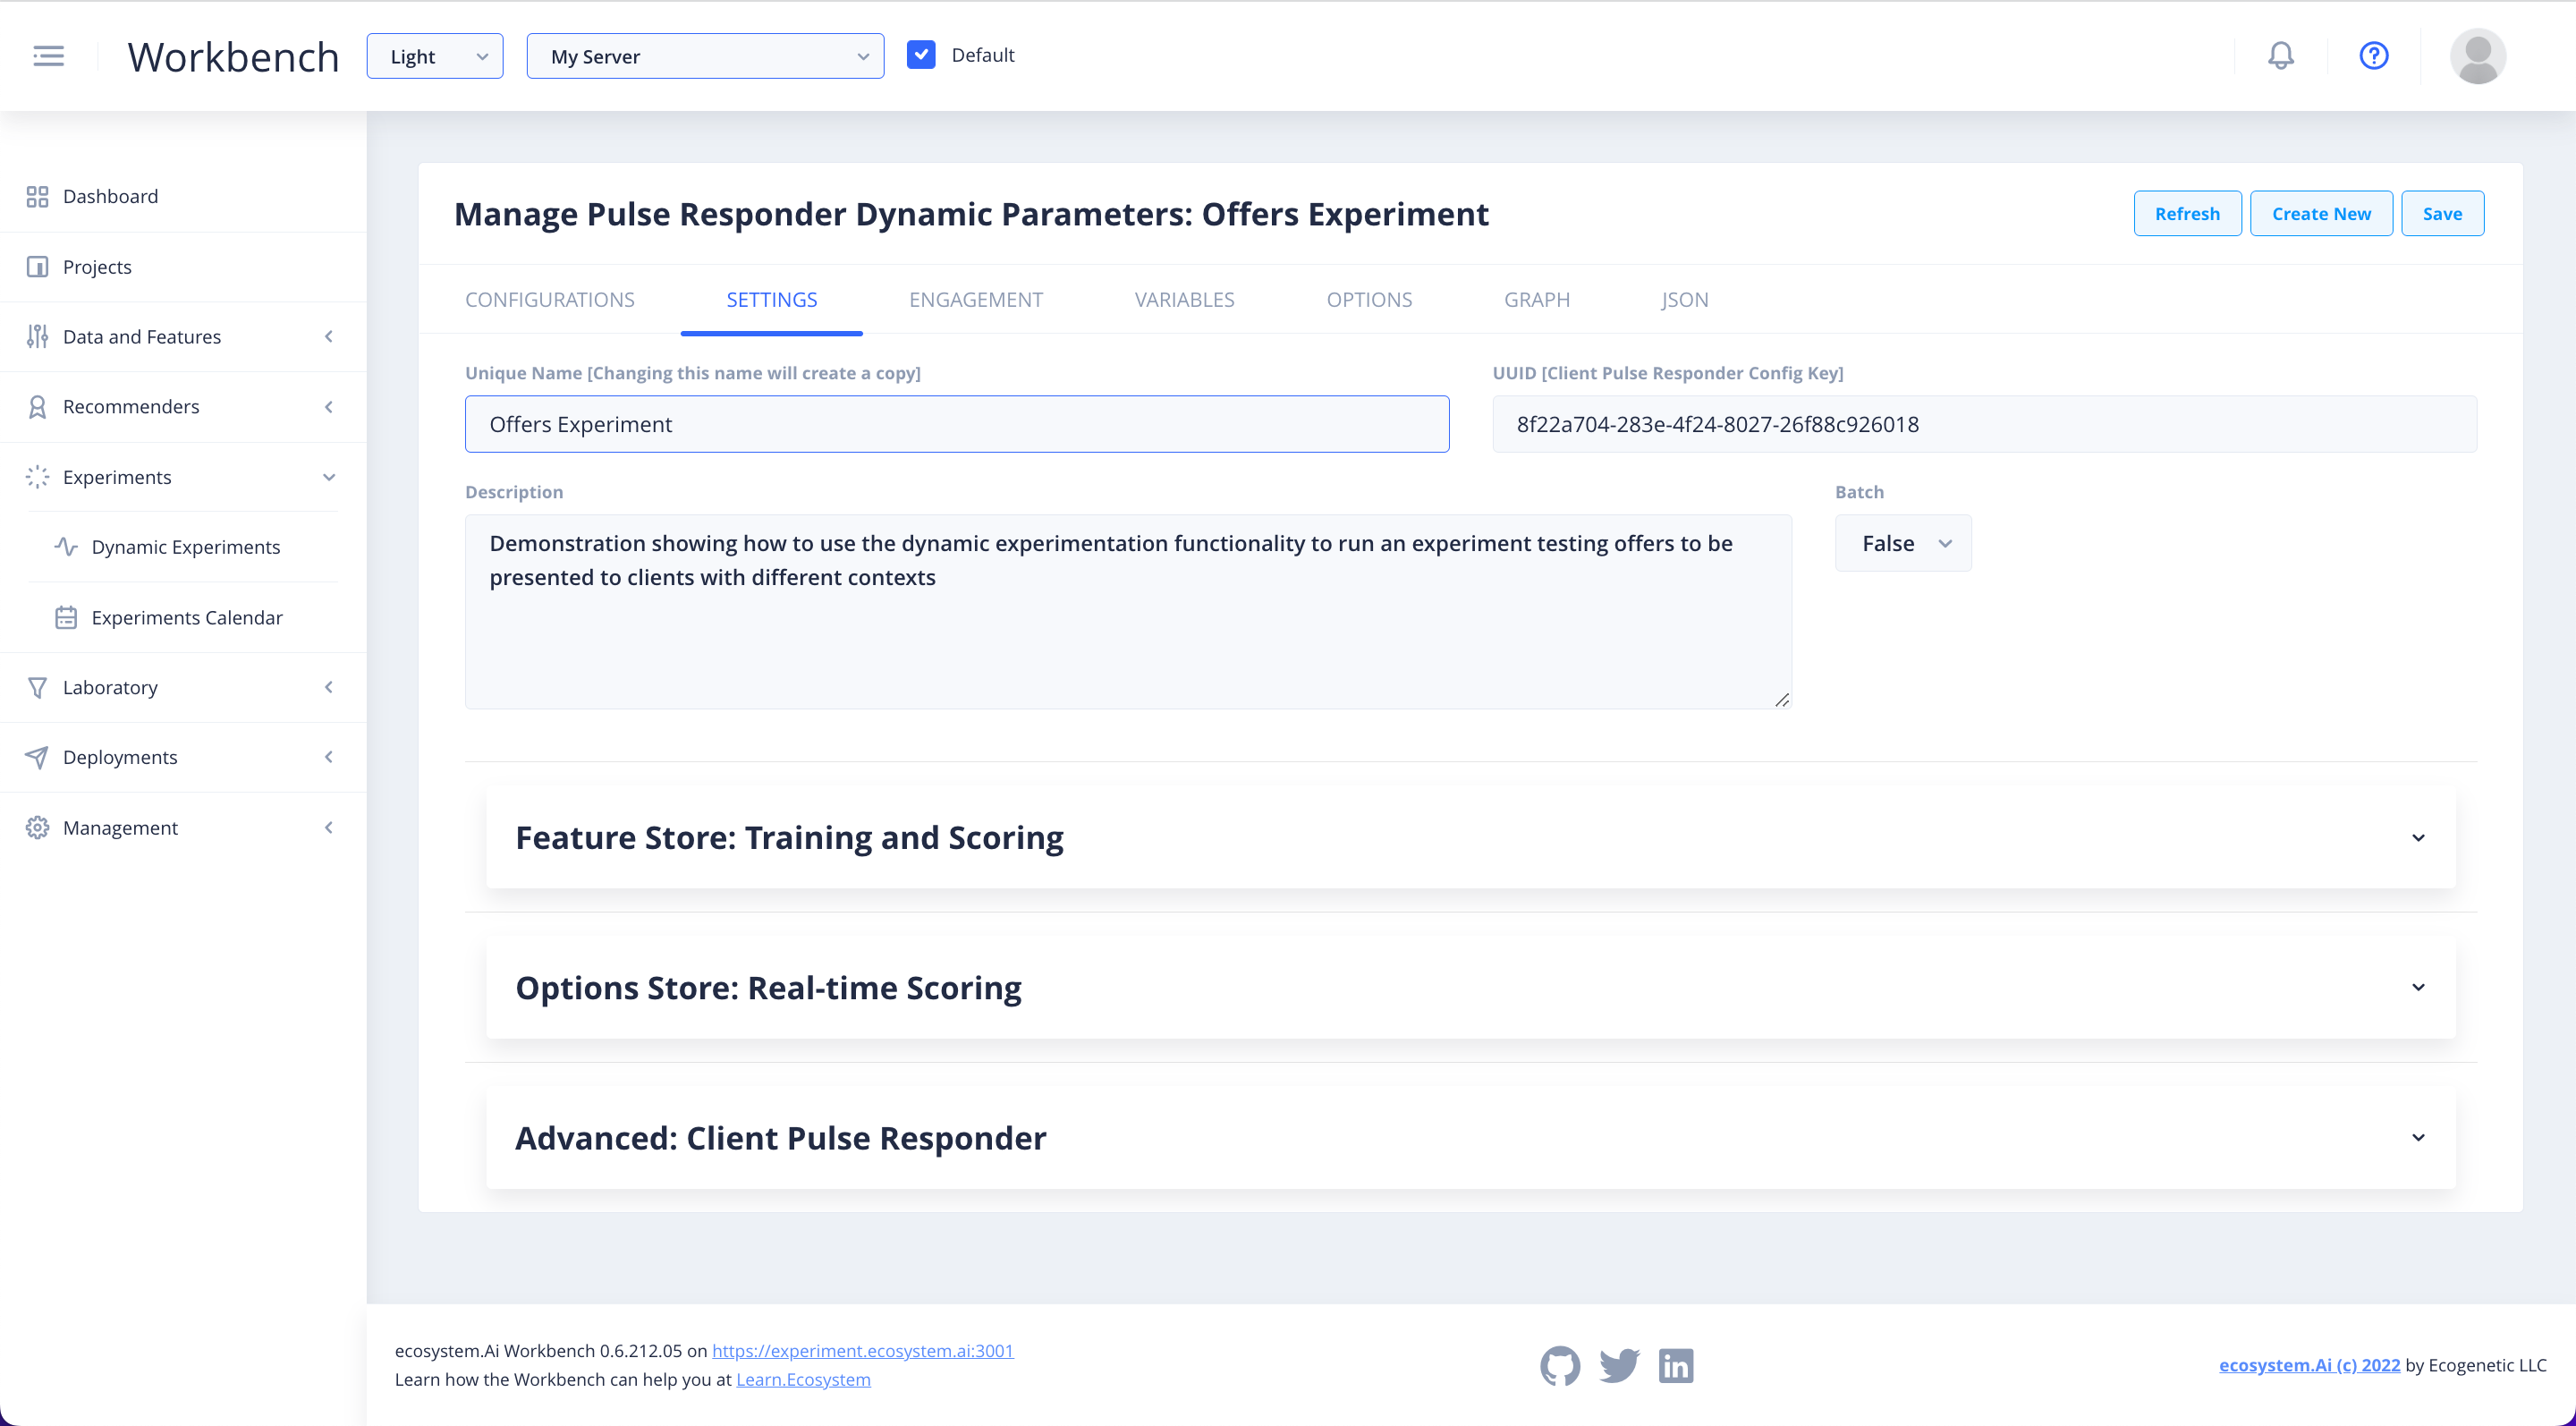 Workbench
Light
My Server
Default
Dashboard
Projects
Data and Features
Recommenders
Experiments
Dynamic Experiments
Experiments Calendar
Laboratory
Deployments
Management
Manage Pulse Responder Dynamic Parameters: Offers Experiment
Refresh
Create New
Save
CONFIGURATIONS
SETTINGS
ENGAGEMENT
VARIABLES
OPTIONS
GRAPH
JSON
Unique Name [Changing this name will create a copy]
Offers Experiment
UUID [Client Pulse Responder Config Key]
8f22a704-283e-4f24-8027-26f88c926018
Description
Demonstration showing how to use the dynamic experimentation functionality to run an experiment testing offers to be
presented to clients with different contexts
Batch
False
Feature Store: Training and Scoring
Options Store: Real-time Scoring
Advanced: Client Pulse Responder
ecosystem.Ai Workbench 0.6.212.05 on https://experiment.ecosystem.ai:3001
Learn how the Workbench can help you at Learn.Ecosystem
in
ecosystem.Ai (c) 2022 by Ecogenetic LLC